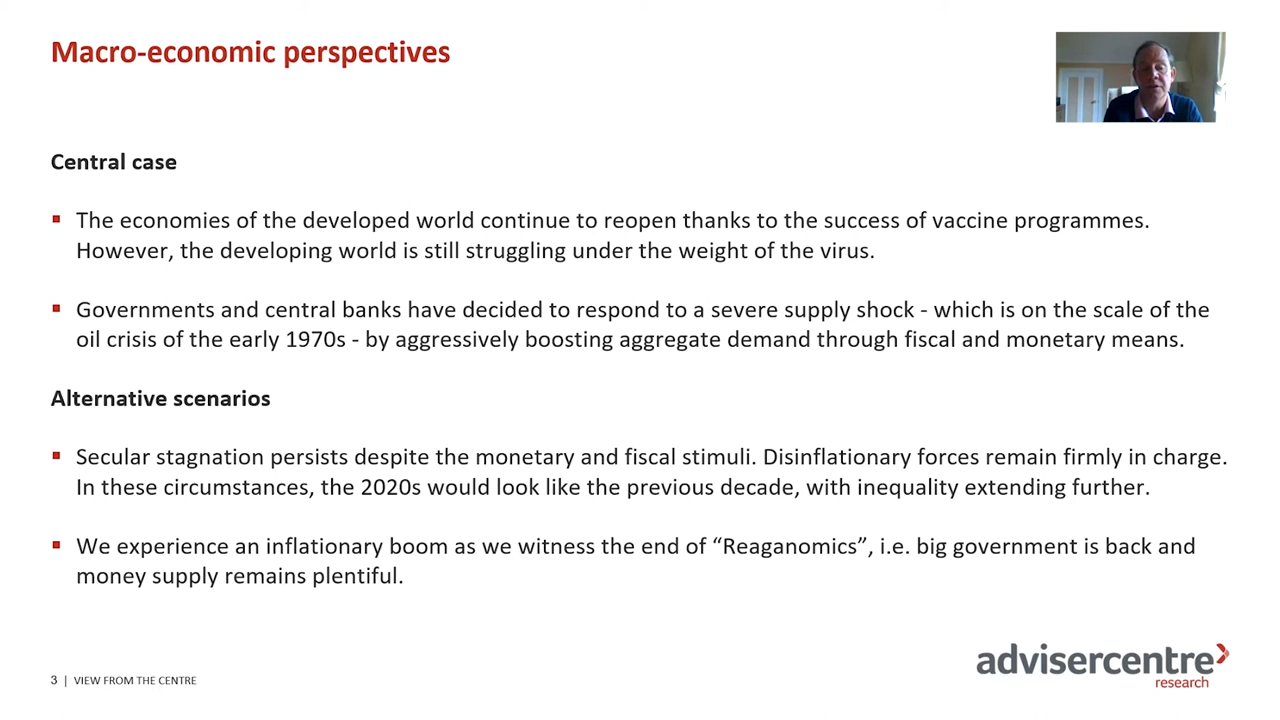 Macro-economic perspectives
Central case
▪ The economies of the developed world continue to reopen thanks to the success of vaccine programmes.
However, the developing world is still struggling under the weight of the virus.
▪ Governments and central banks have decided to respond to a severe supply shock - which is on the scale of the
oil crisis of the early 1970s - by aggressively boosting aggregate demand through fiscal and monetary means.
Alternative scenarios
▪ Secular stagnation persists despite the monetary and fiscal stimuli. Disinflationary forces remain firmly in charge.
In these circumstances, the 2020s would look like the previous decade, with inequality extending further.
▪ We experience an inflationary boom as we witness the end of “Reaganomics”, i.e. big government is back and
money supply remains plentiful.
advisercentre
research
3 | VIEW FROM THE CENTRE